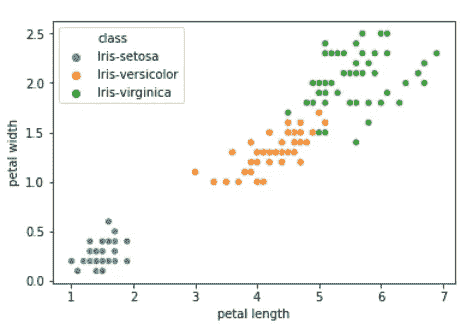 class
Iris-setosa
Iris-versicolor
Iris-virginica
petal width
2.5
2.0
1.5
1.0
0.5
0.0
1 2 3 4 5 6 7
petal length